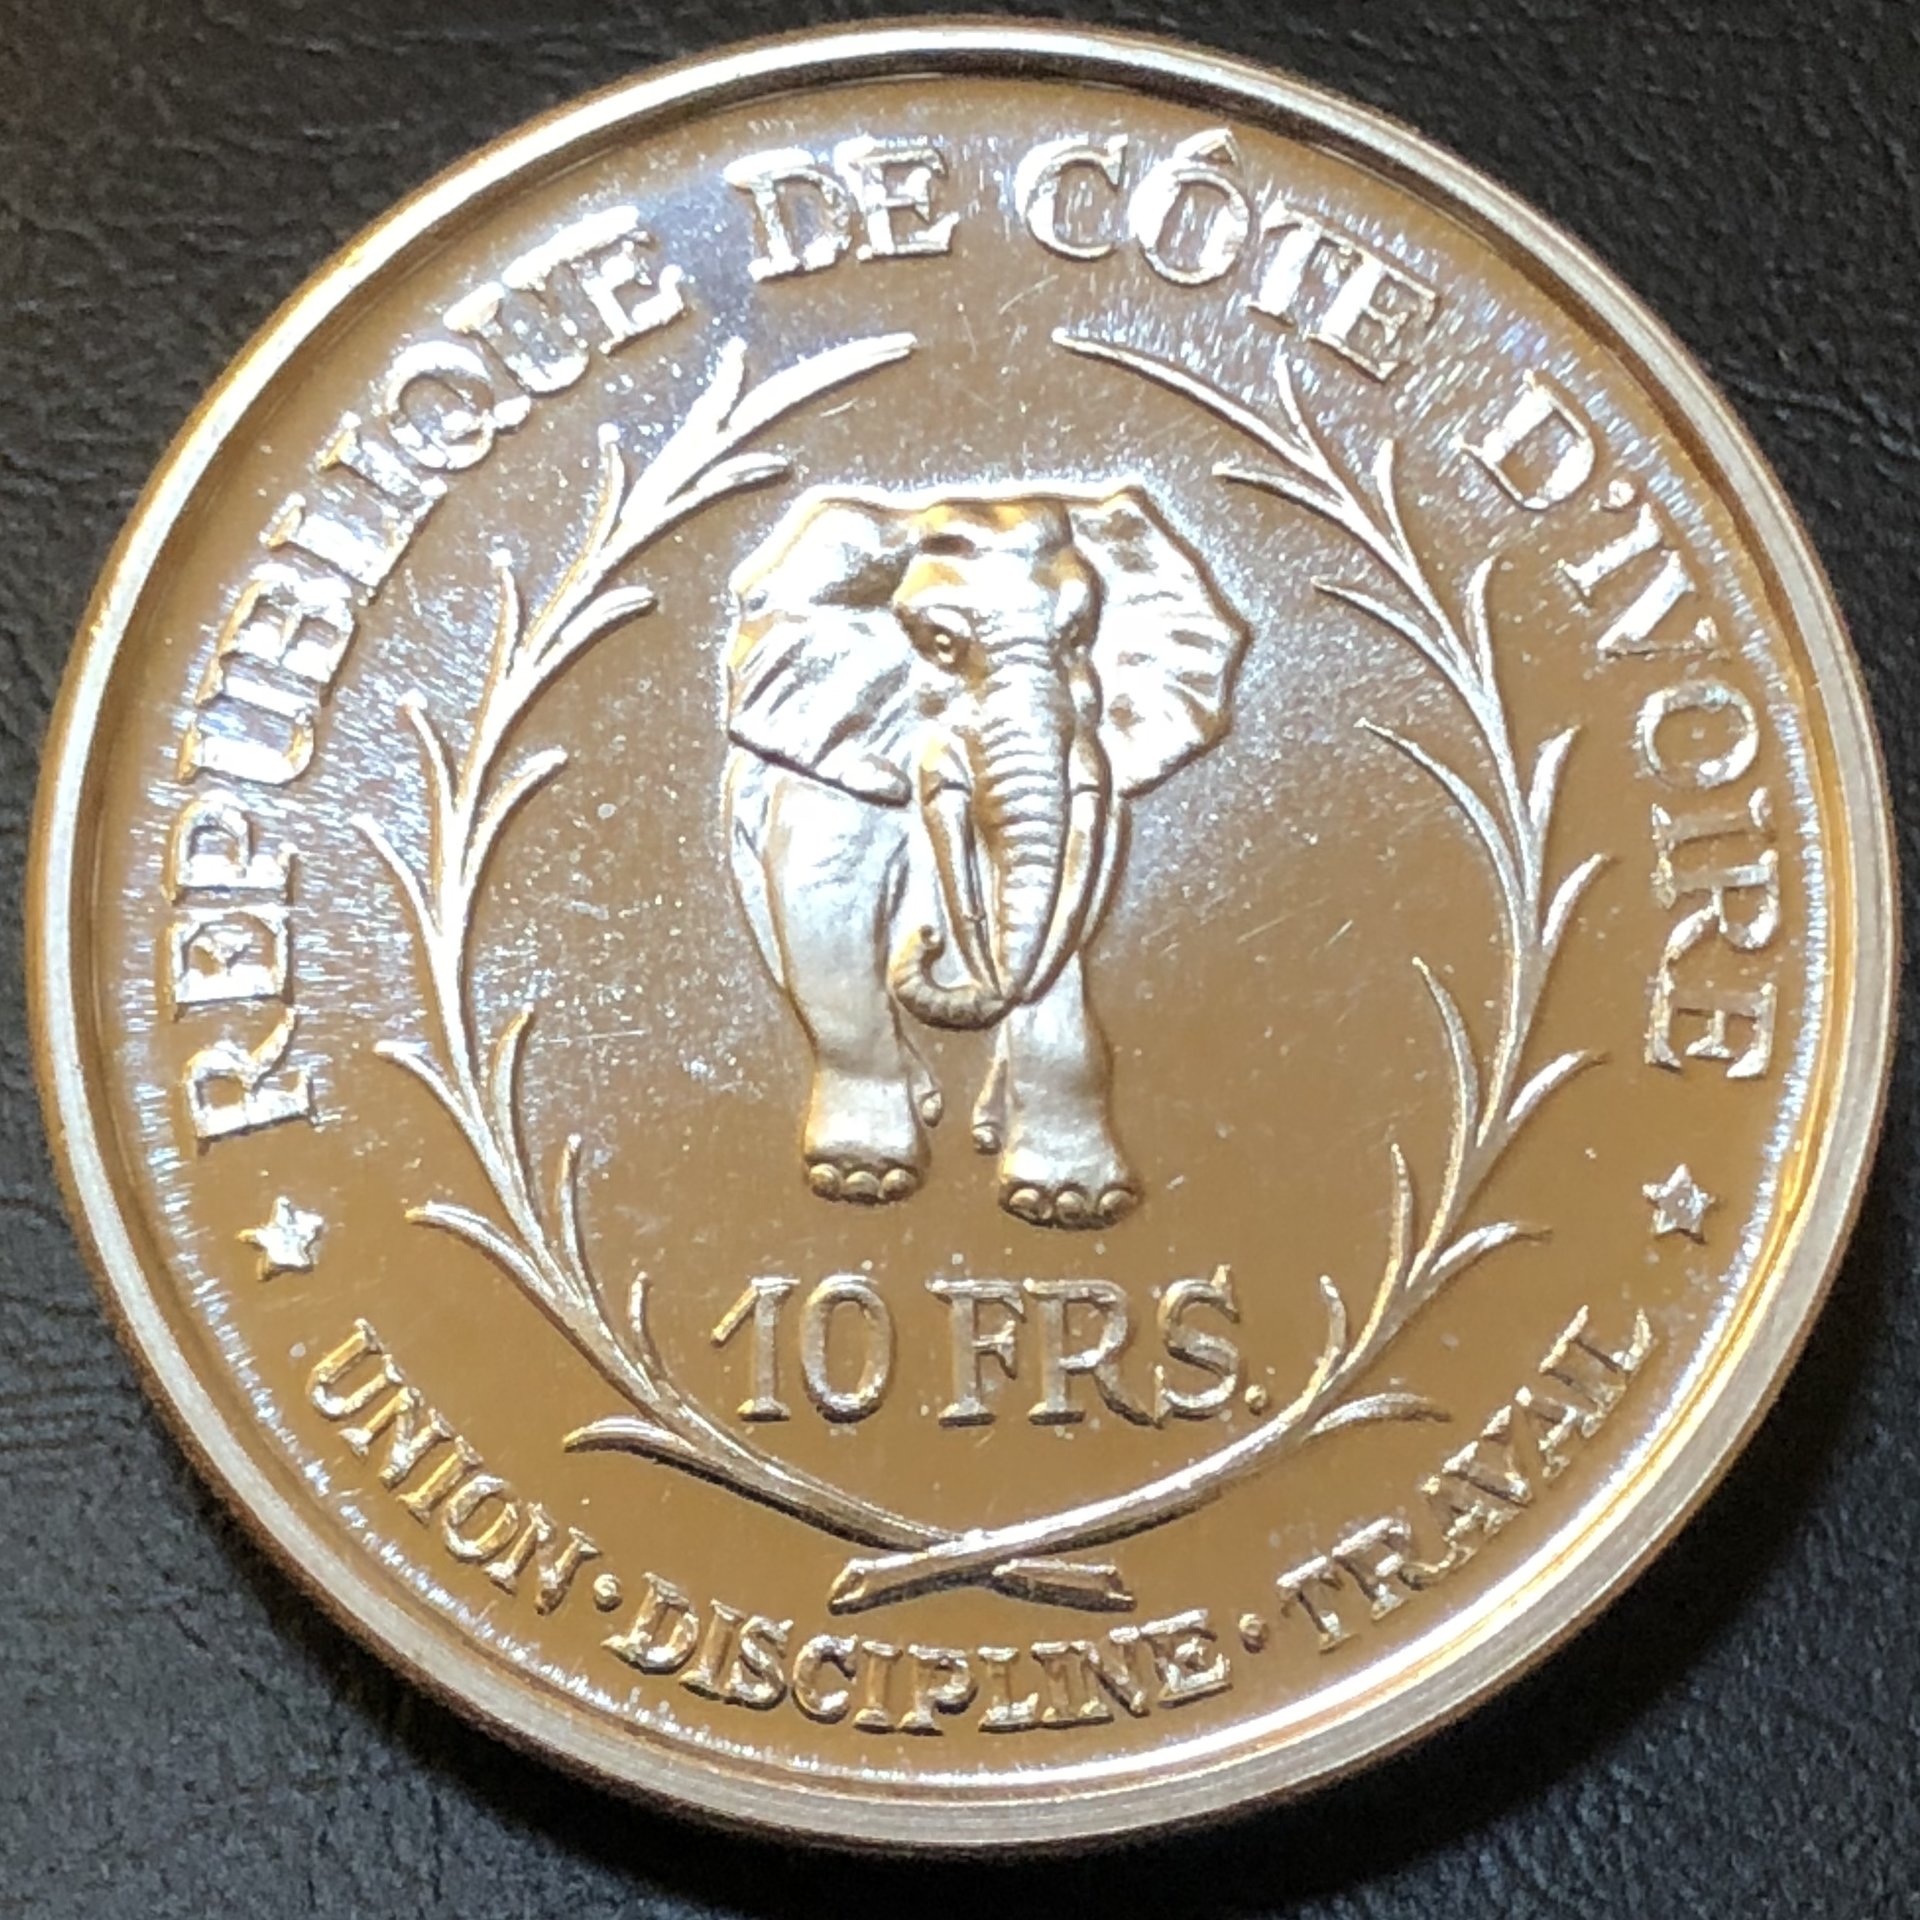 REPUBLIQUE DE CÔTE D'IVOIRE
10 FRS.
UNION·DISCIPLINE·TRAVAIL